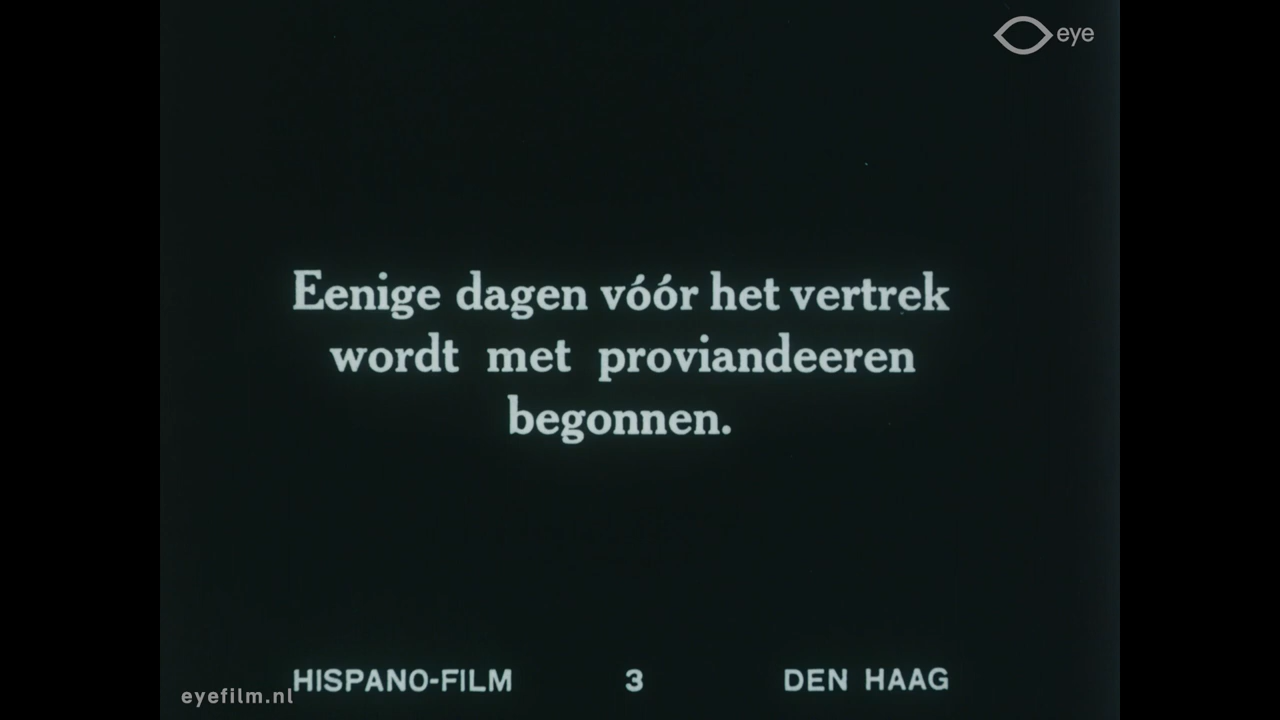 eye
Eenige dagen vóór het vertrek
wordt met proviandeeren
begonnen.
HISPANO-FILM 3 DEN HAAG
eyefilm.nl